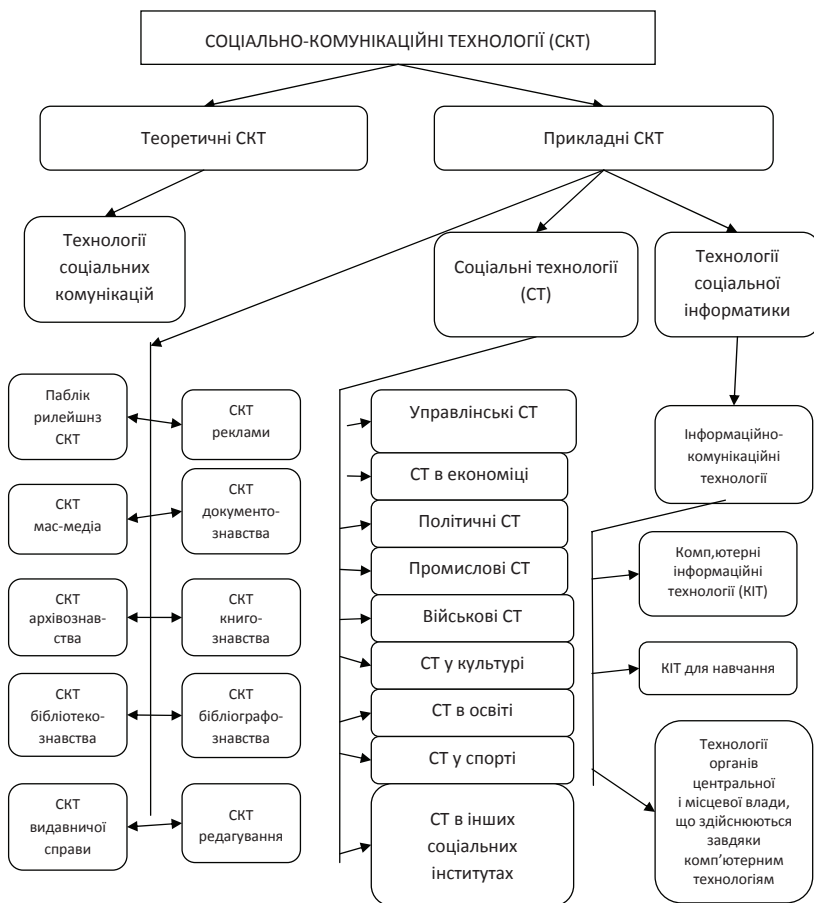 СОЦІАЛЬНО-КОМУНІКАЦІЙНІ ТЕХНОЛОГІЇ (СКТ)
Теоретичні СКТ
Прикладні СКТ
Технології
соціальних
комунікацій
Соціальні технології
(СТ)
Технології
соціальної
інформатики
Паблік
рилейшнз
СКТ
СКТ
реклами
СКТ
мас-медіа
СКТ
документо-
знавства
СКТ
архівознав-
ства
СКТ
книго-
знавства
СКТ
бібліотеко-
знавства
СКТ
бібліографо-
знавства
СКТ
видавничої
справи
СКТ
редагування
Управлінські СТ
СТ в економіці
Політичні СТ
Промислові СТ
Військові СТ
СТ у культурі
СТ в освіті
СТ у спорті
СТ в інших
соціальних
інститутах
Інформаційно-
комунікаційні
технології
Комп,ютерні
інформаційні
технології (КІТ)
КІТ для навчання
Технології
органів
центральної
і місцевої влади,
що здійснюються
завдяки
комп’ютерним
технологіям